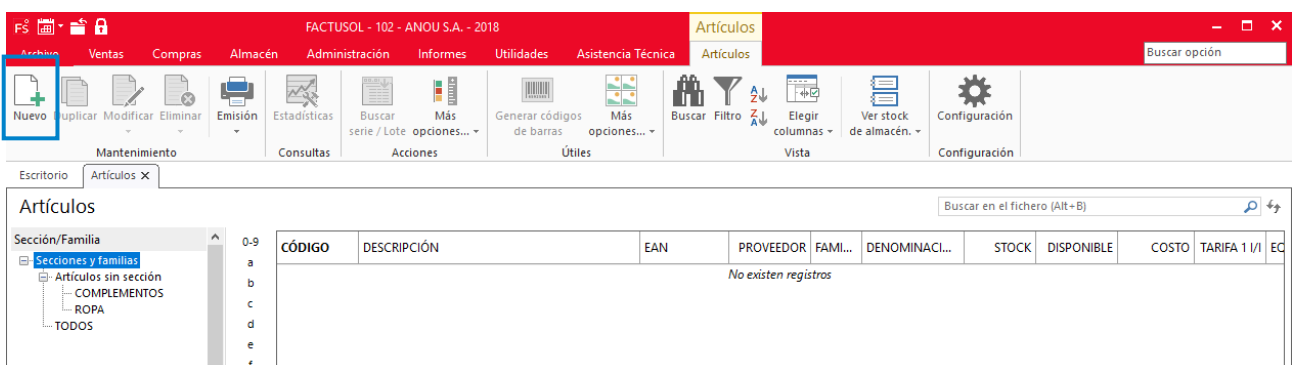 FS
FACTUSOL - 102 - ANOU S.A. - 2018
Artículos
Archivo Ventas Compras Almacén Administración Informes Utilidades Asistencia Técnica Artículos
Buscar opción
Nuevo Duplicar Modificar Eliminar Emisión Estadísticas Buscar serie / Lote Más opciones... Generar códigos de barras Más opciones... Buscar Filtro Elegir columnas Ver stock de almacén. Configuración
Mantenimiento Consultas Acciones Útiles Vista Configuración
Escritorio Artículos
Artículos
Buscar en el fichero (Alt+B)
Sección/Familia
Secciones y familias
Artículos sin sección
COMPLEMENTOS
ROPA
TODOS
0-9
a
b
c
d
e
f
CÓDIGO DESCRIPCIÓN EAN PROVEEDOR FAMI... DENOMINACI... STOCK DISPONIBLE COSTO TARIFA 1 I/I EQ
No existen registros